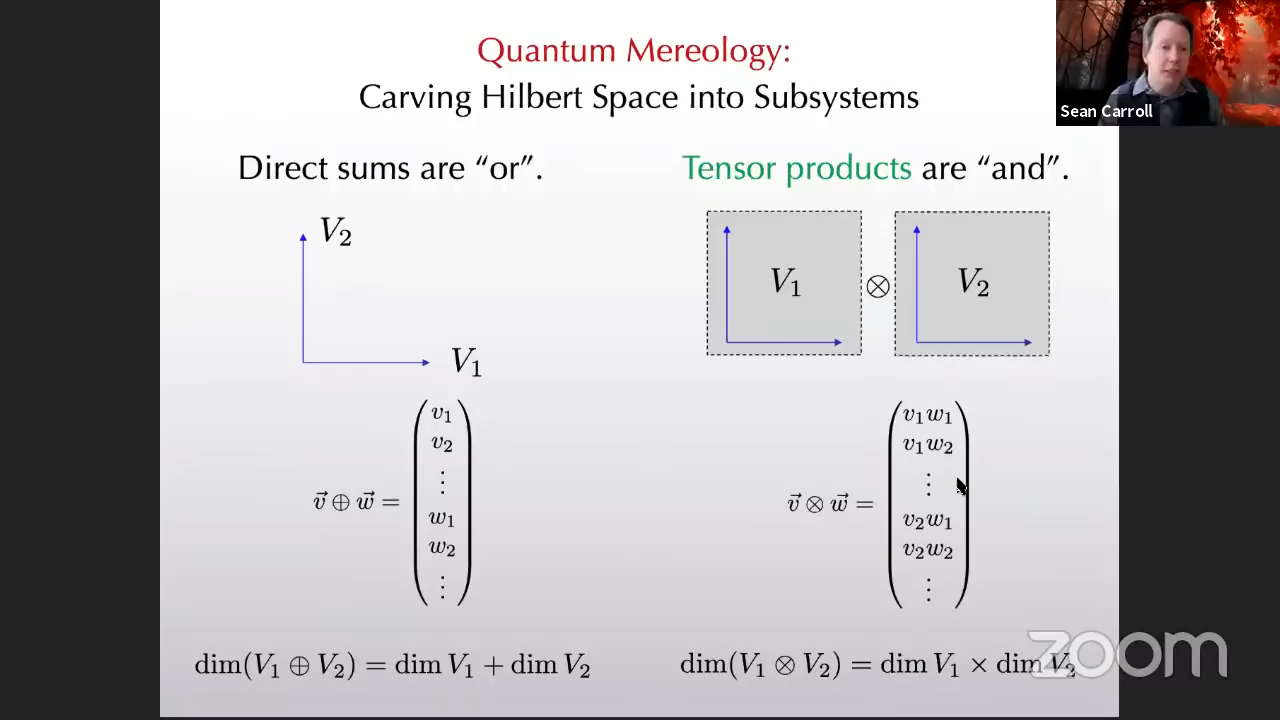 Quantum Mereology:
Carving Hilbert Space into Subsystems
Sean Carroll
Direct sums are “or”.
V₂
V₁
v⃗ ⊕ w⃗ =
v₁
v₂
⋮
w₁
w₂
⋮
dim(V₁ ⊕ V₂) = dim V₁ + dim V₂
Tensor products are “and”.
V₁ ⊗ V₂
v⃗ ⊗ w⃗ =
v₁w₁
v₁w₂
⋮
v₂w₁
v₂w₂
⋮
dim(V₁ ⊗ V₂) = dim V₁ × dim V₂
zoom